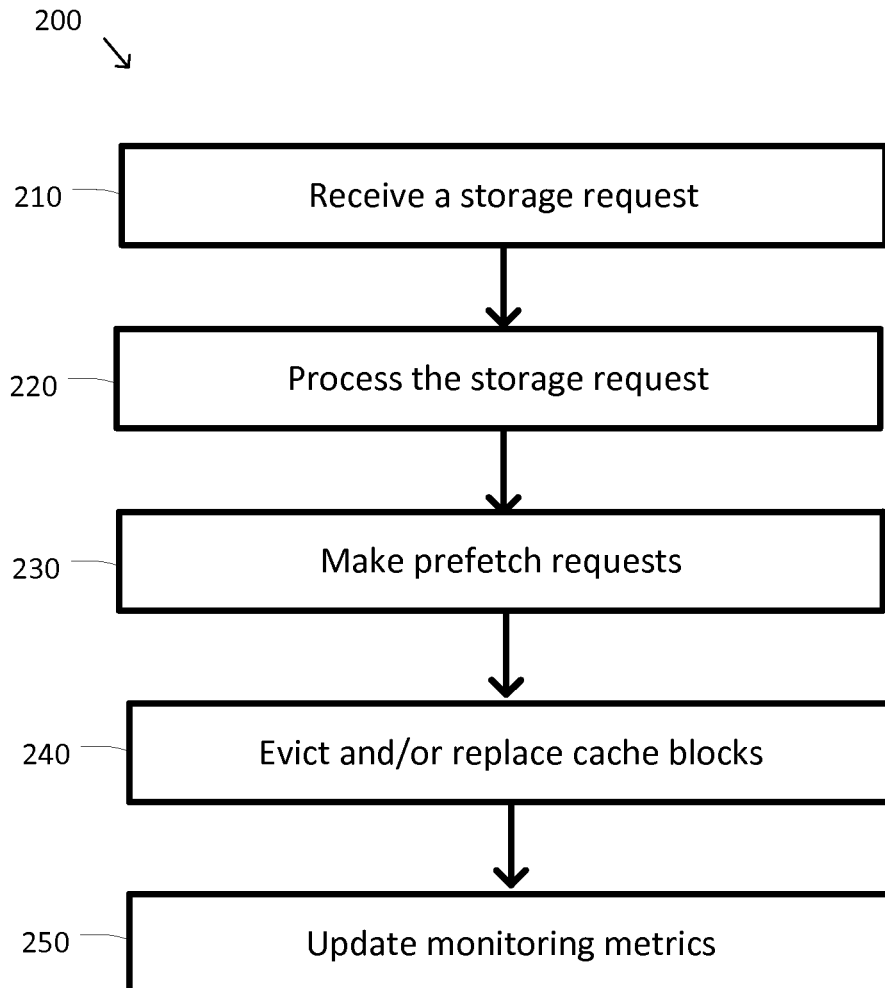 200
210
Receive a storage request
220
Process the storage request
230
Make prefetch requests
240
Evict and/or replace cache blocks
250
Update monitoring metrics